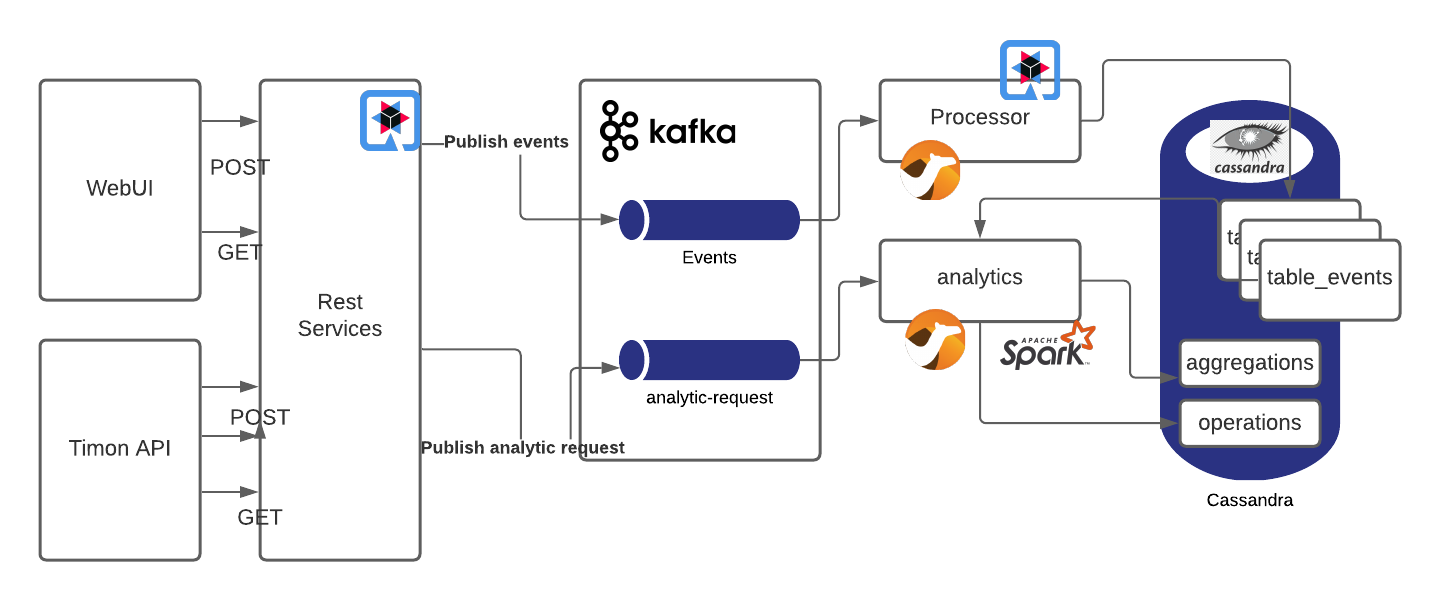 WebUI
POST
GET
Timon API
POST
GET
Rest
Services
Publish events
Publish analytic request
kafka
Events
analytic-request
Processor
analytics
APACHE
Spark
TM
cassandra
ta
ta
table_events
aggregations
operations
Cassandra